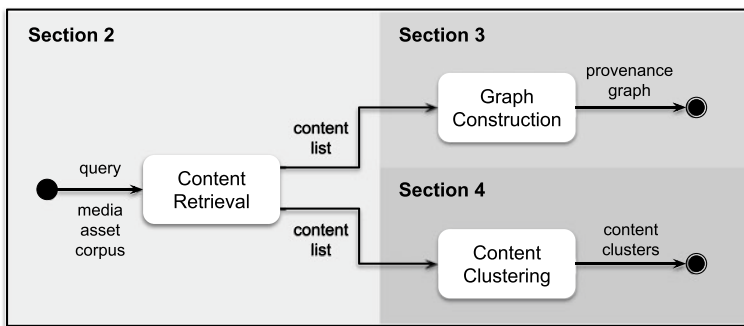 Section 2
query
media
asset
corpus
Content
Retrieval
content
list
content
list
Section 3
Graph
Construction
provenance
graph
Section 4
Content
Clustering
content
clusters